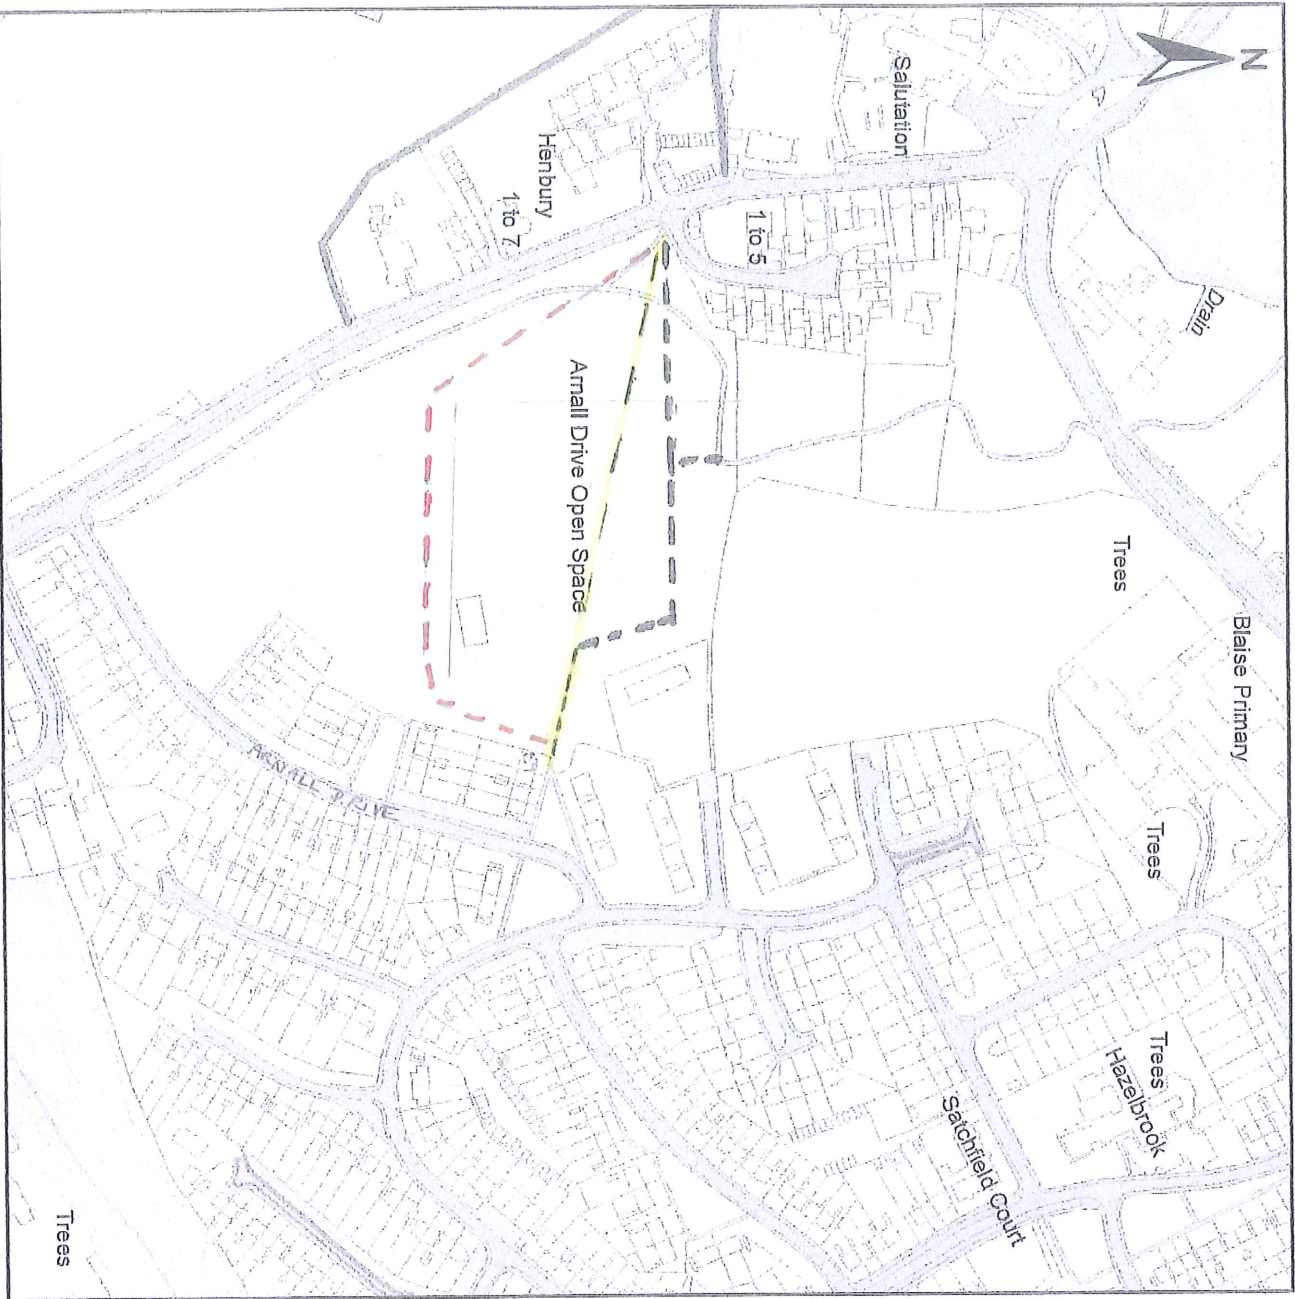 N
Salutation
Henbury
1 to 7
1 to 5
Drain
Arnall Drive Open Space
Trees
Blaise Primary
ARNALL DRIVE
Trees
Trees
Hazelbrook
Satchfield Court
Trees